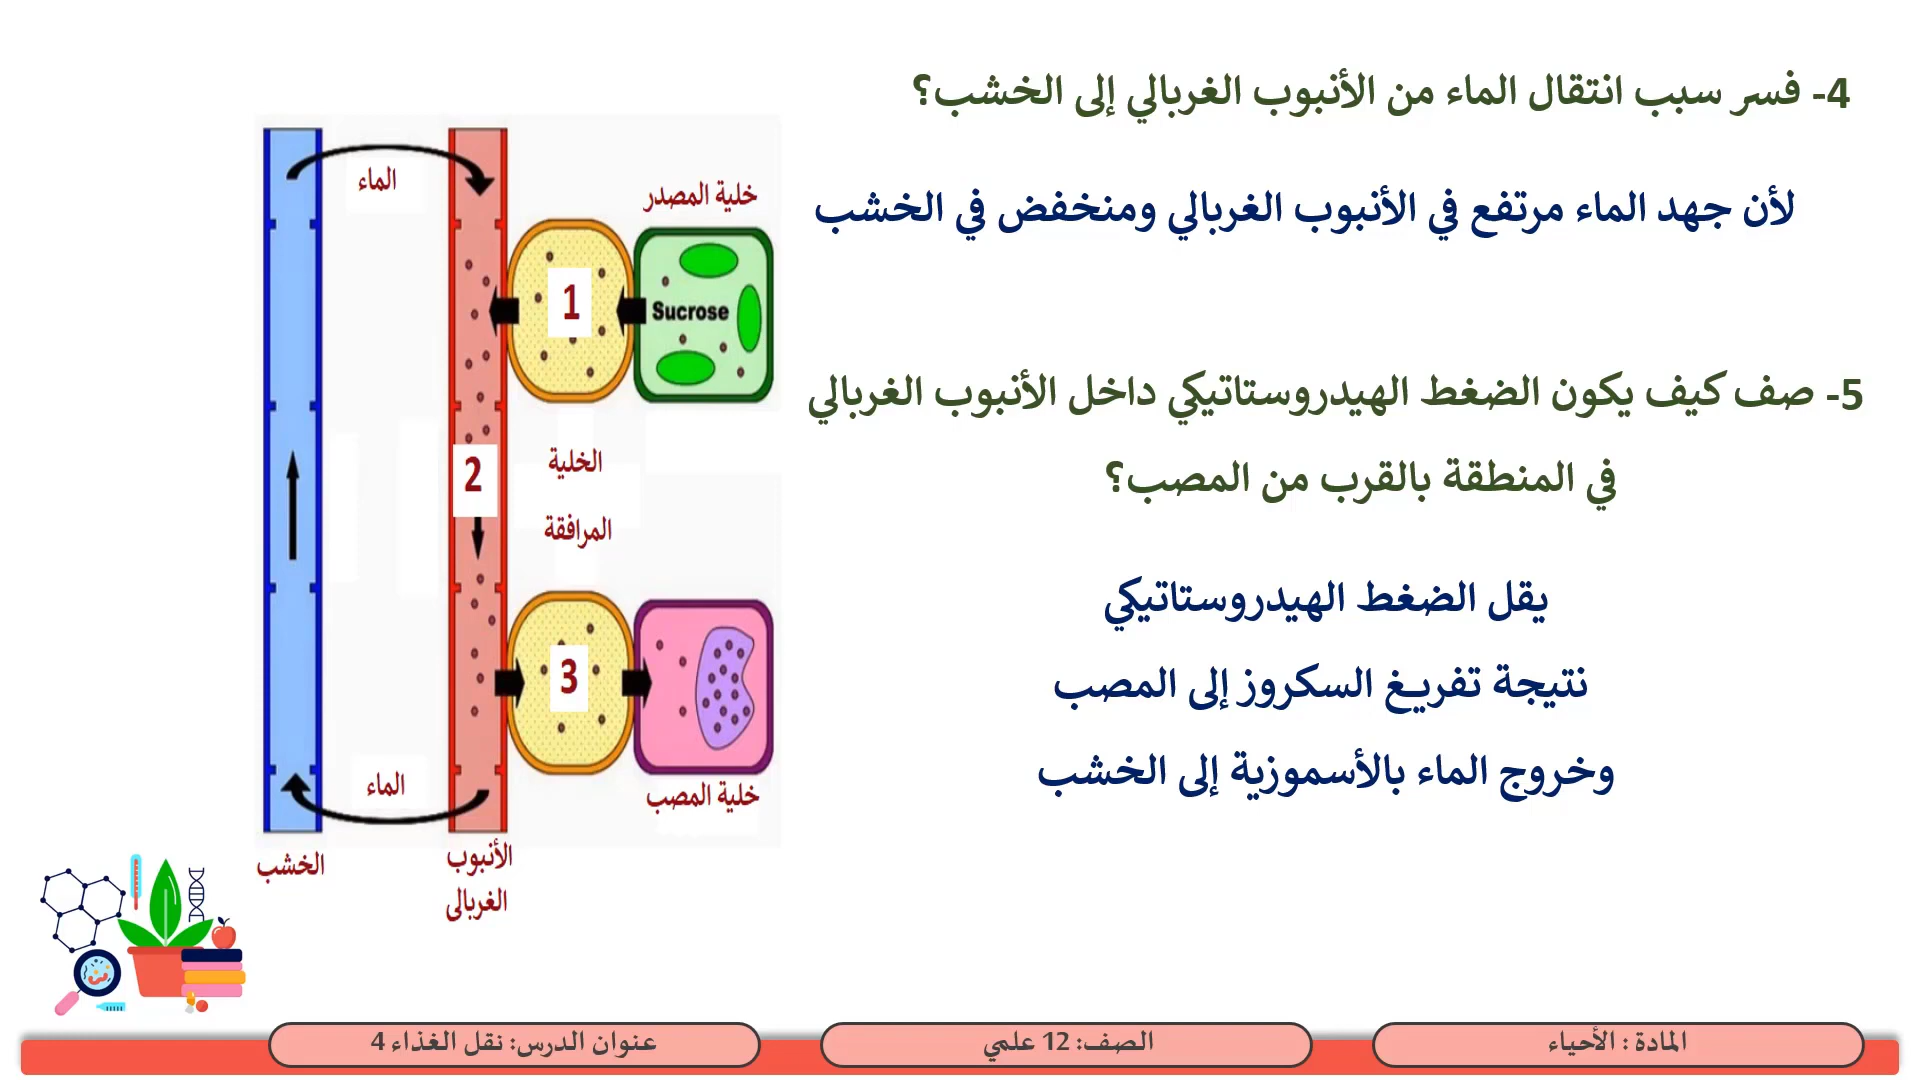 4- فسر سبب انتقال الماء من الأنبوب الغربالي إلى الخشب؟
لأن جهد الماء مرتفع في الأنبوب الغربالي ومنخفض في الخشب
5- صف كيف يكون الضغط الهيدروستاتيكي داخل الأنبوب الغربالي
في المنطقة بالقرب من المصب؟
يقل الضغط الهيدروستاتيكي
نتيجة تفريغ السكروز إلى المصب
وخروج الماء بالأسموزية إلى الخشب
الماء
خلية المصدر
1
Sucrose
2
الخلية
المرافقة
3
الماء
خلية المصب
الأنبوب
الغربالى
الخشب
المادة : الأحياء
الصف: 12 علمي
عنوان الدرس: نقل الغذاء 4